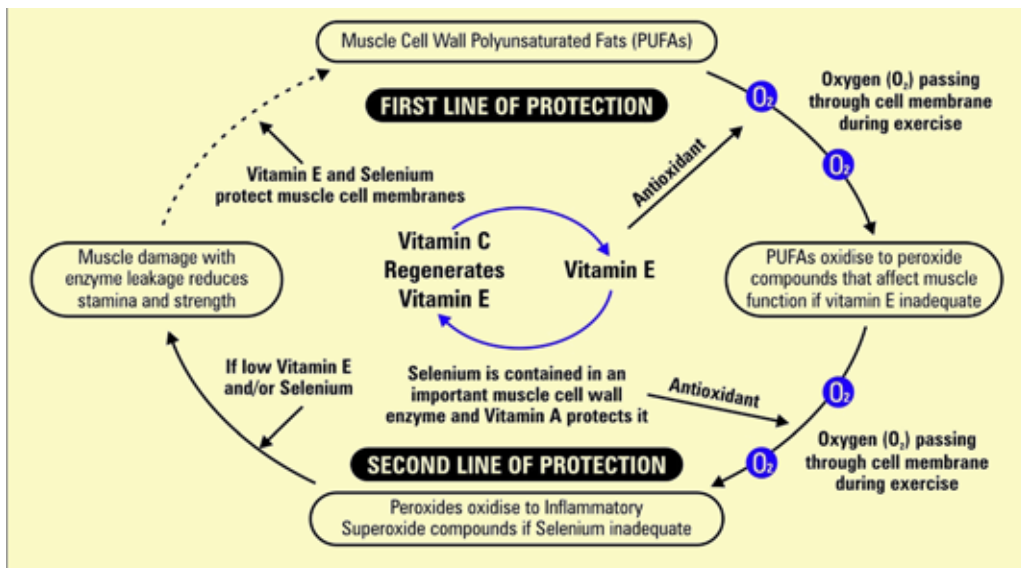 Muscle Cell Wall Polyunsaturated Fats (PUFAs)
FIRST LINE OF PROTECTION
O₂
Oxygen (O₂) passing
through cell membrane
during exercise
O₂
Antioxidant
Vitamin E and Selenium
protect muscle cell membranes
Vitamin C
Regenerates
Vitamin E
Vitamin E
Muscle damage with
enzyme leakage reduces
stamina and strength
PUFAs oxidise to peroxide
compounds that affect muscle
function if vitamin E inadequate
If low Vitamin E
and/or Selenium
Selenium is contained in an
important muscle cell wall
enzyme and Vitamin A protects it
Antioxidant
O₂
Oxygen (O₂) passing
through cell membrane
during exercise
O₂
SECOND LINE OF PROTECTION
Peroxides oxidise to Inflammatory
Superoxide compounds if Selenium inadequate